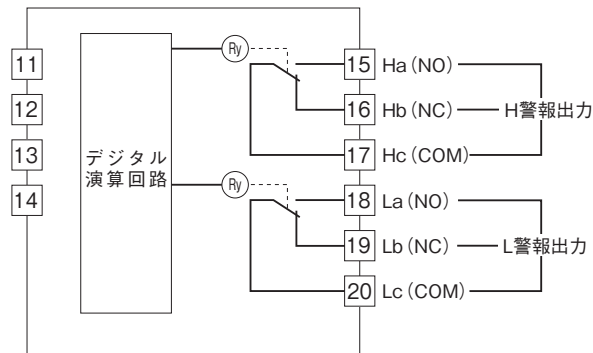 11
12
13
14
デジタル
演算回路
Ry
Ry
15 Ha (NO)
16 Hb (NC)
17 Hc (COM)
H警報出力
18 La (NO)
19 Lb (NC)
20 Lc (COM)
L警報出力